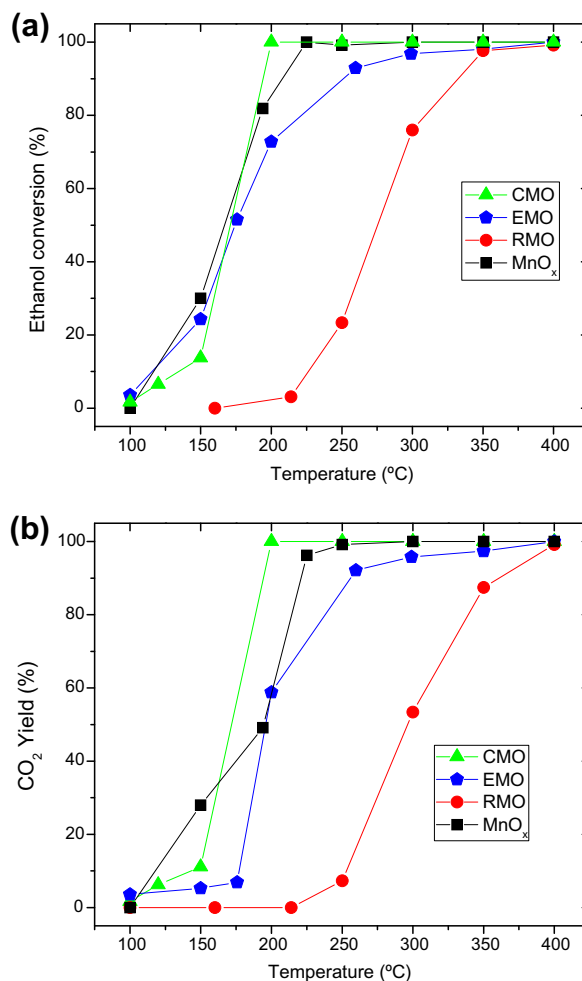 (a)
100
80
60
40
20
0
Ethanol conversion (%)
CMO
EMO
RMO
MnOx
100 150 200 250 300 350 400
Temperature (ºC)
(b)
100
80
60
40
20
0
CO2 Yield (%)
CMO
EMO
RMO
MnOx
100 150 200 250 300 350 400
Temperature (ºC)